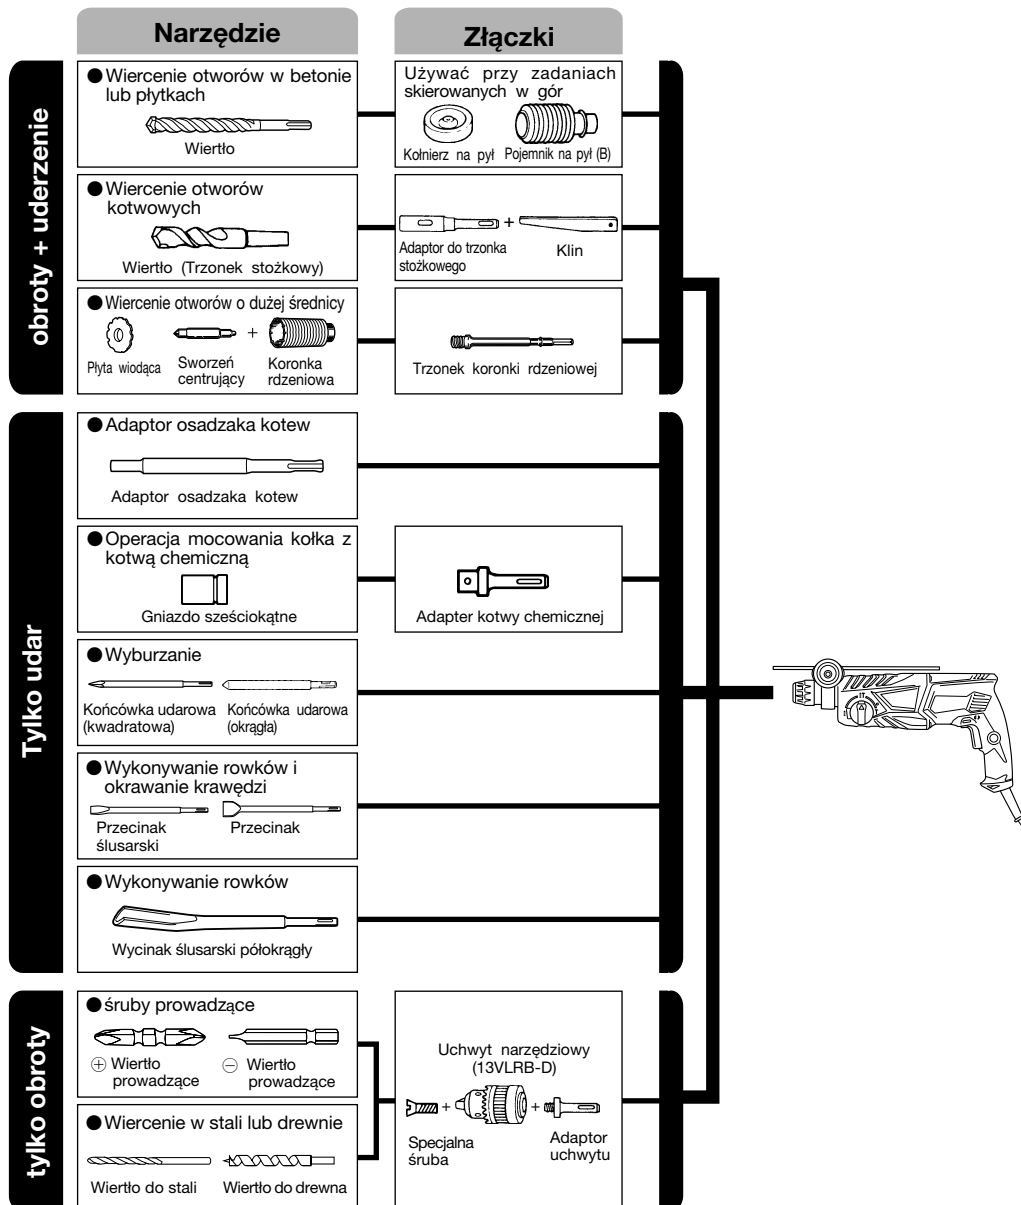 Narzędzie
Złączki
obroty + uderzenie
● Wiercenie otworów w betonie
lub płytkach
Wiertło
Używać przy zadaniach
skierowanych w gór
Kołnierz na pył
Pojemnik na pył (B)
● Wiercenie otworów
kotwowych
Wiertło (Trzonek stożkowy)
+
Adaptor do trzonka
stożkowego
Klin
● Wiercenie otworów o dużej średnicy
+
Płyta wiodąca
Sworzeń
centrujący
Koronka
rdzeniowa
Trzonek koronki rdzeniowej
Tylko udar
● Adaptor osadzaka kotew
Adaptor osadzaka kotew
● Operacja mocowania kołka z
kotwą chemiczną
Gniazdo sześciokątne
Adapter kotwy chemicznej
● Wyburzanie
Końcówka udarowa
(kwadratowa)
Końcówka udarowa
(okrągła)
● Wykonywanie rowków i
okrawanie krawędzi
Przecinak
ślusarski
Przecinak
● Wykonywanie rowków
Wycinak ślusarski półokrągły
tylko obroty
● śruby prowadzące
⊕ Wiertło
prowadzące
⊖ Wiertło
prowadzące
● Wiercenie w stali lub drewnie
Wiertło do stali
Wiertło do drewna
Uchwyt narzędziowy
(13VLRB-D)
+ +
Specjalna
śruba
Adaptor
uchwytu